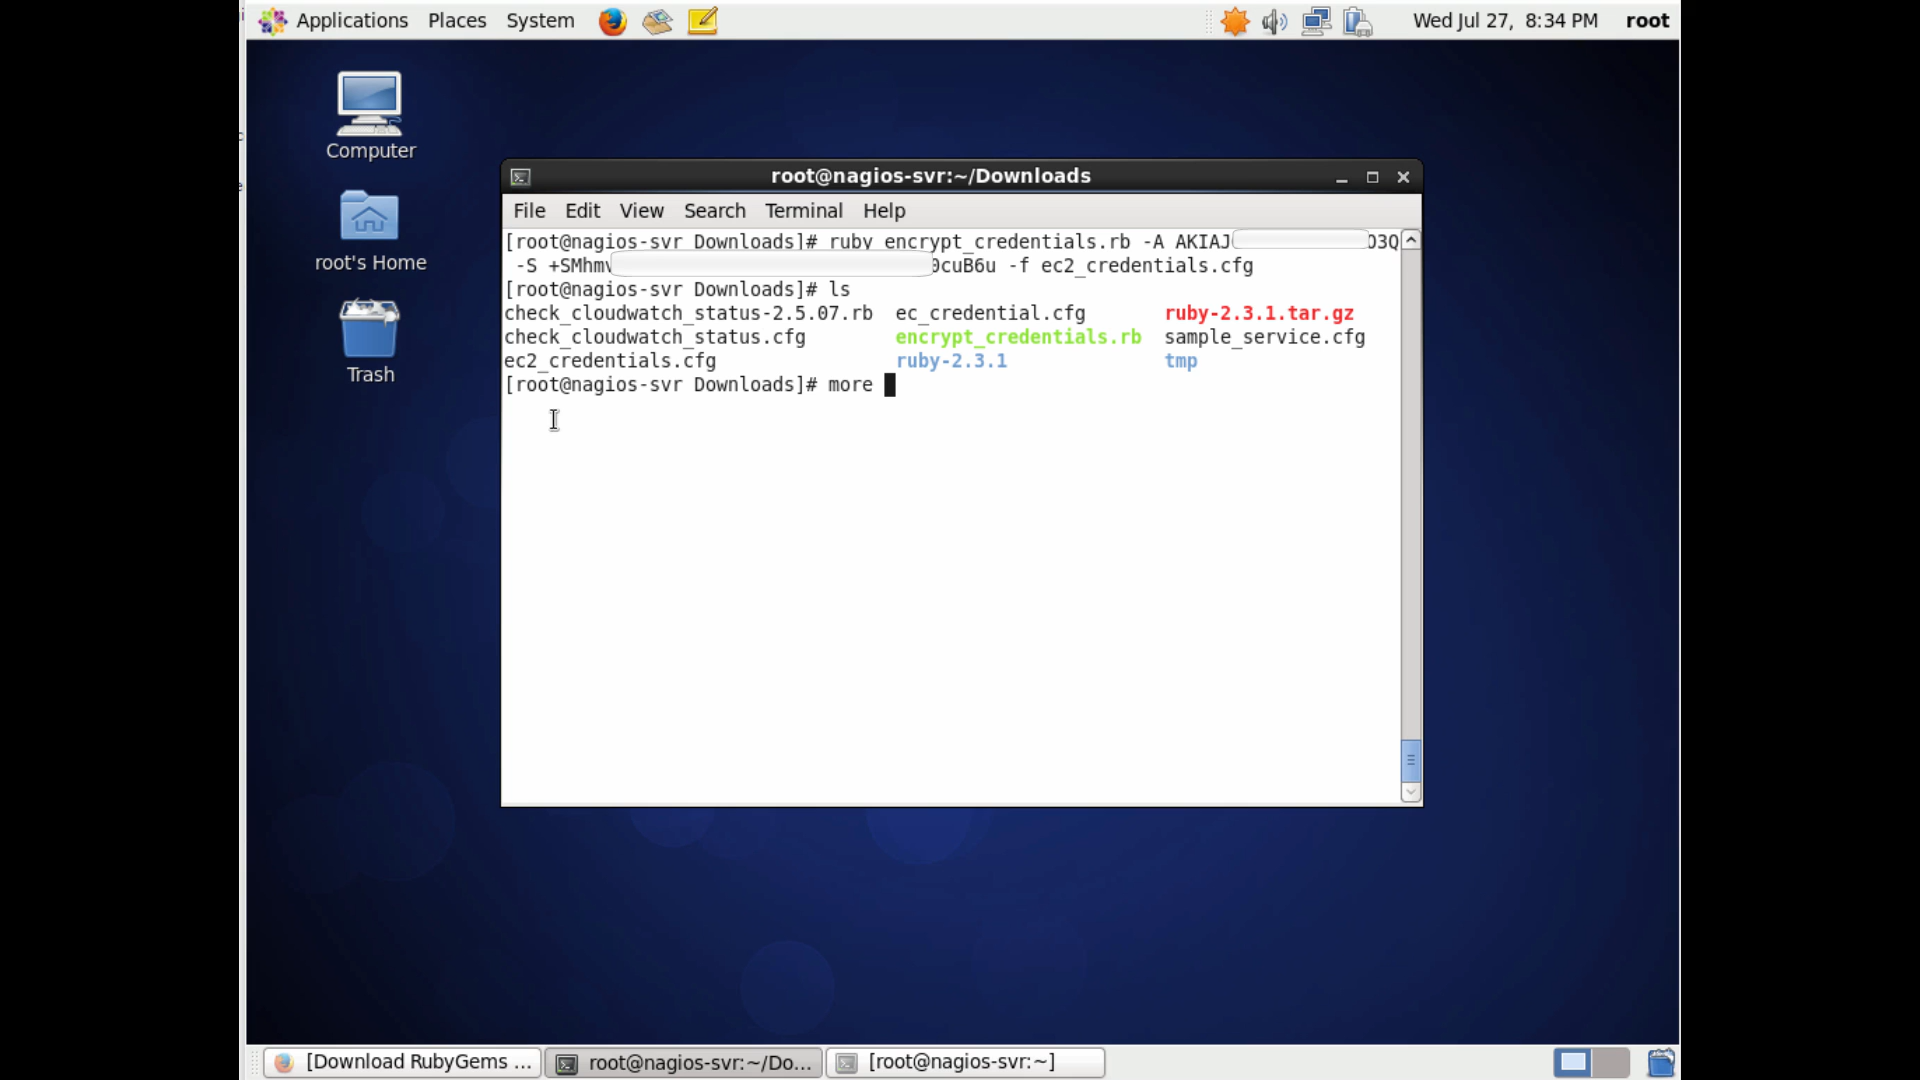 Applications Places System Wed Jul 27, 8:34 PM root
Computer
root's Home
Trash
root@nagios-svr:~/Downloads
File Edit View Search Terminal Help
[root@nagios-svr Downloads]# ruby encrypt_credentials.rb -A AKIAJ O3Q
-S +SMhmv 0cuB6u -f ec2_credentials.cfg
[root@nagios-svr Downloads]# ls
check_cloudwatch_status-2.5.07.rb ec_credential.cfg ruby-2.3.1.tar.gz
check_cloudwatch_status.cfg encrypt_credentials.rb sample_service.cfg
ec2_credentials.cfg ruby-2.3.1 tmp
[root@nagios-svr Downloads]# more
[Download RubyGems ... root@nagios-svr:~/Do... [root@nagios-svr:~]